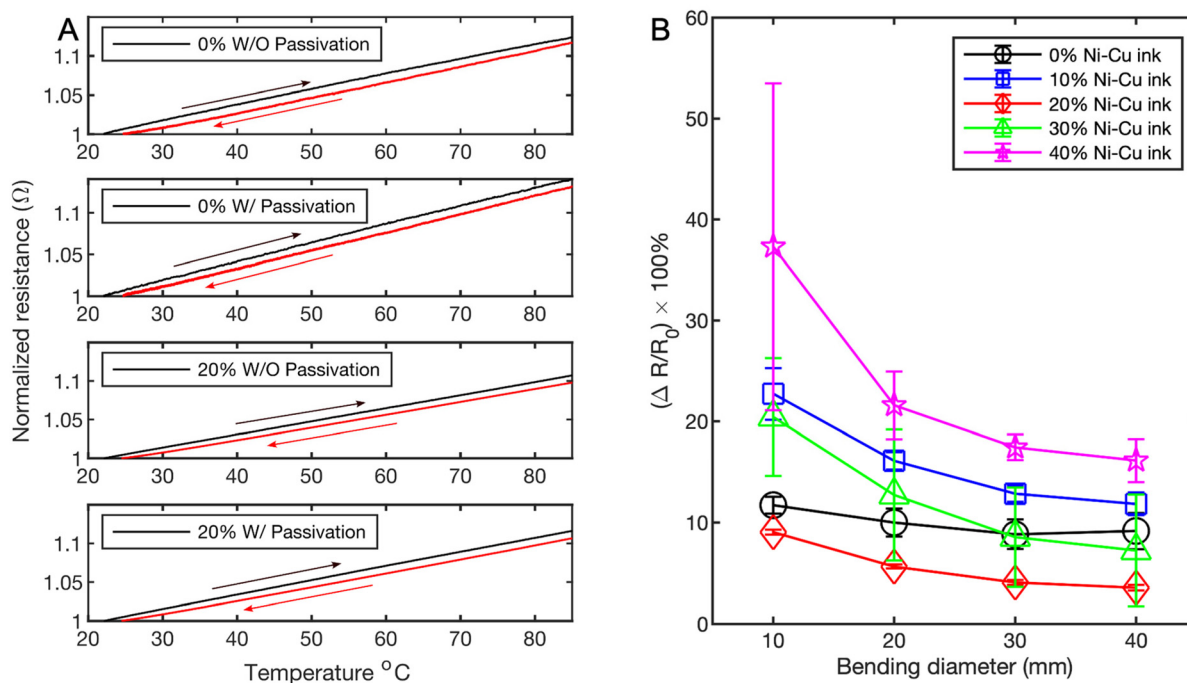 A
Normalized resistance (Ω)
0% W/O Passivation
1.1
1.05
1
20 30 40 50 60 70 80
0% W/ Passivation
1.1
1.05
1
20 30 40 50 60 70 80
20% W/O Passivation
1.1
1.05
1
20 30 40 50 60 70 80
20% W/ Passivation
1.1
1.05
1
20 30 40 50 60 70 80
Temperature °C
B
(Δ R/R₀) × 100%
60
50
40
30
20
10
0
0% Ni-Cu ink
10% Ni-Cu ink
20% Ni-Cu ink
30% Ni-Cu ink
40% Ni-Cu ink
10 20 30 40
Bending diameter (mm)